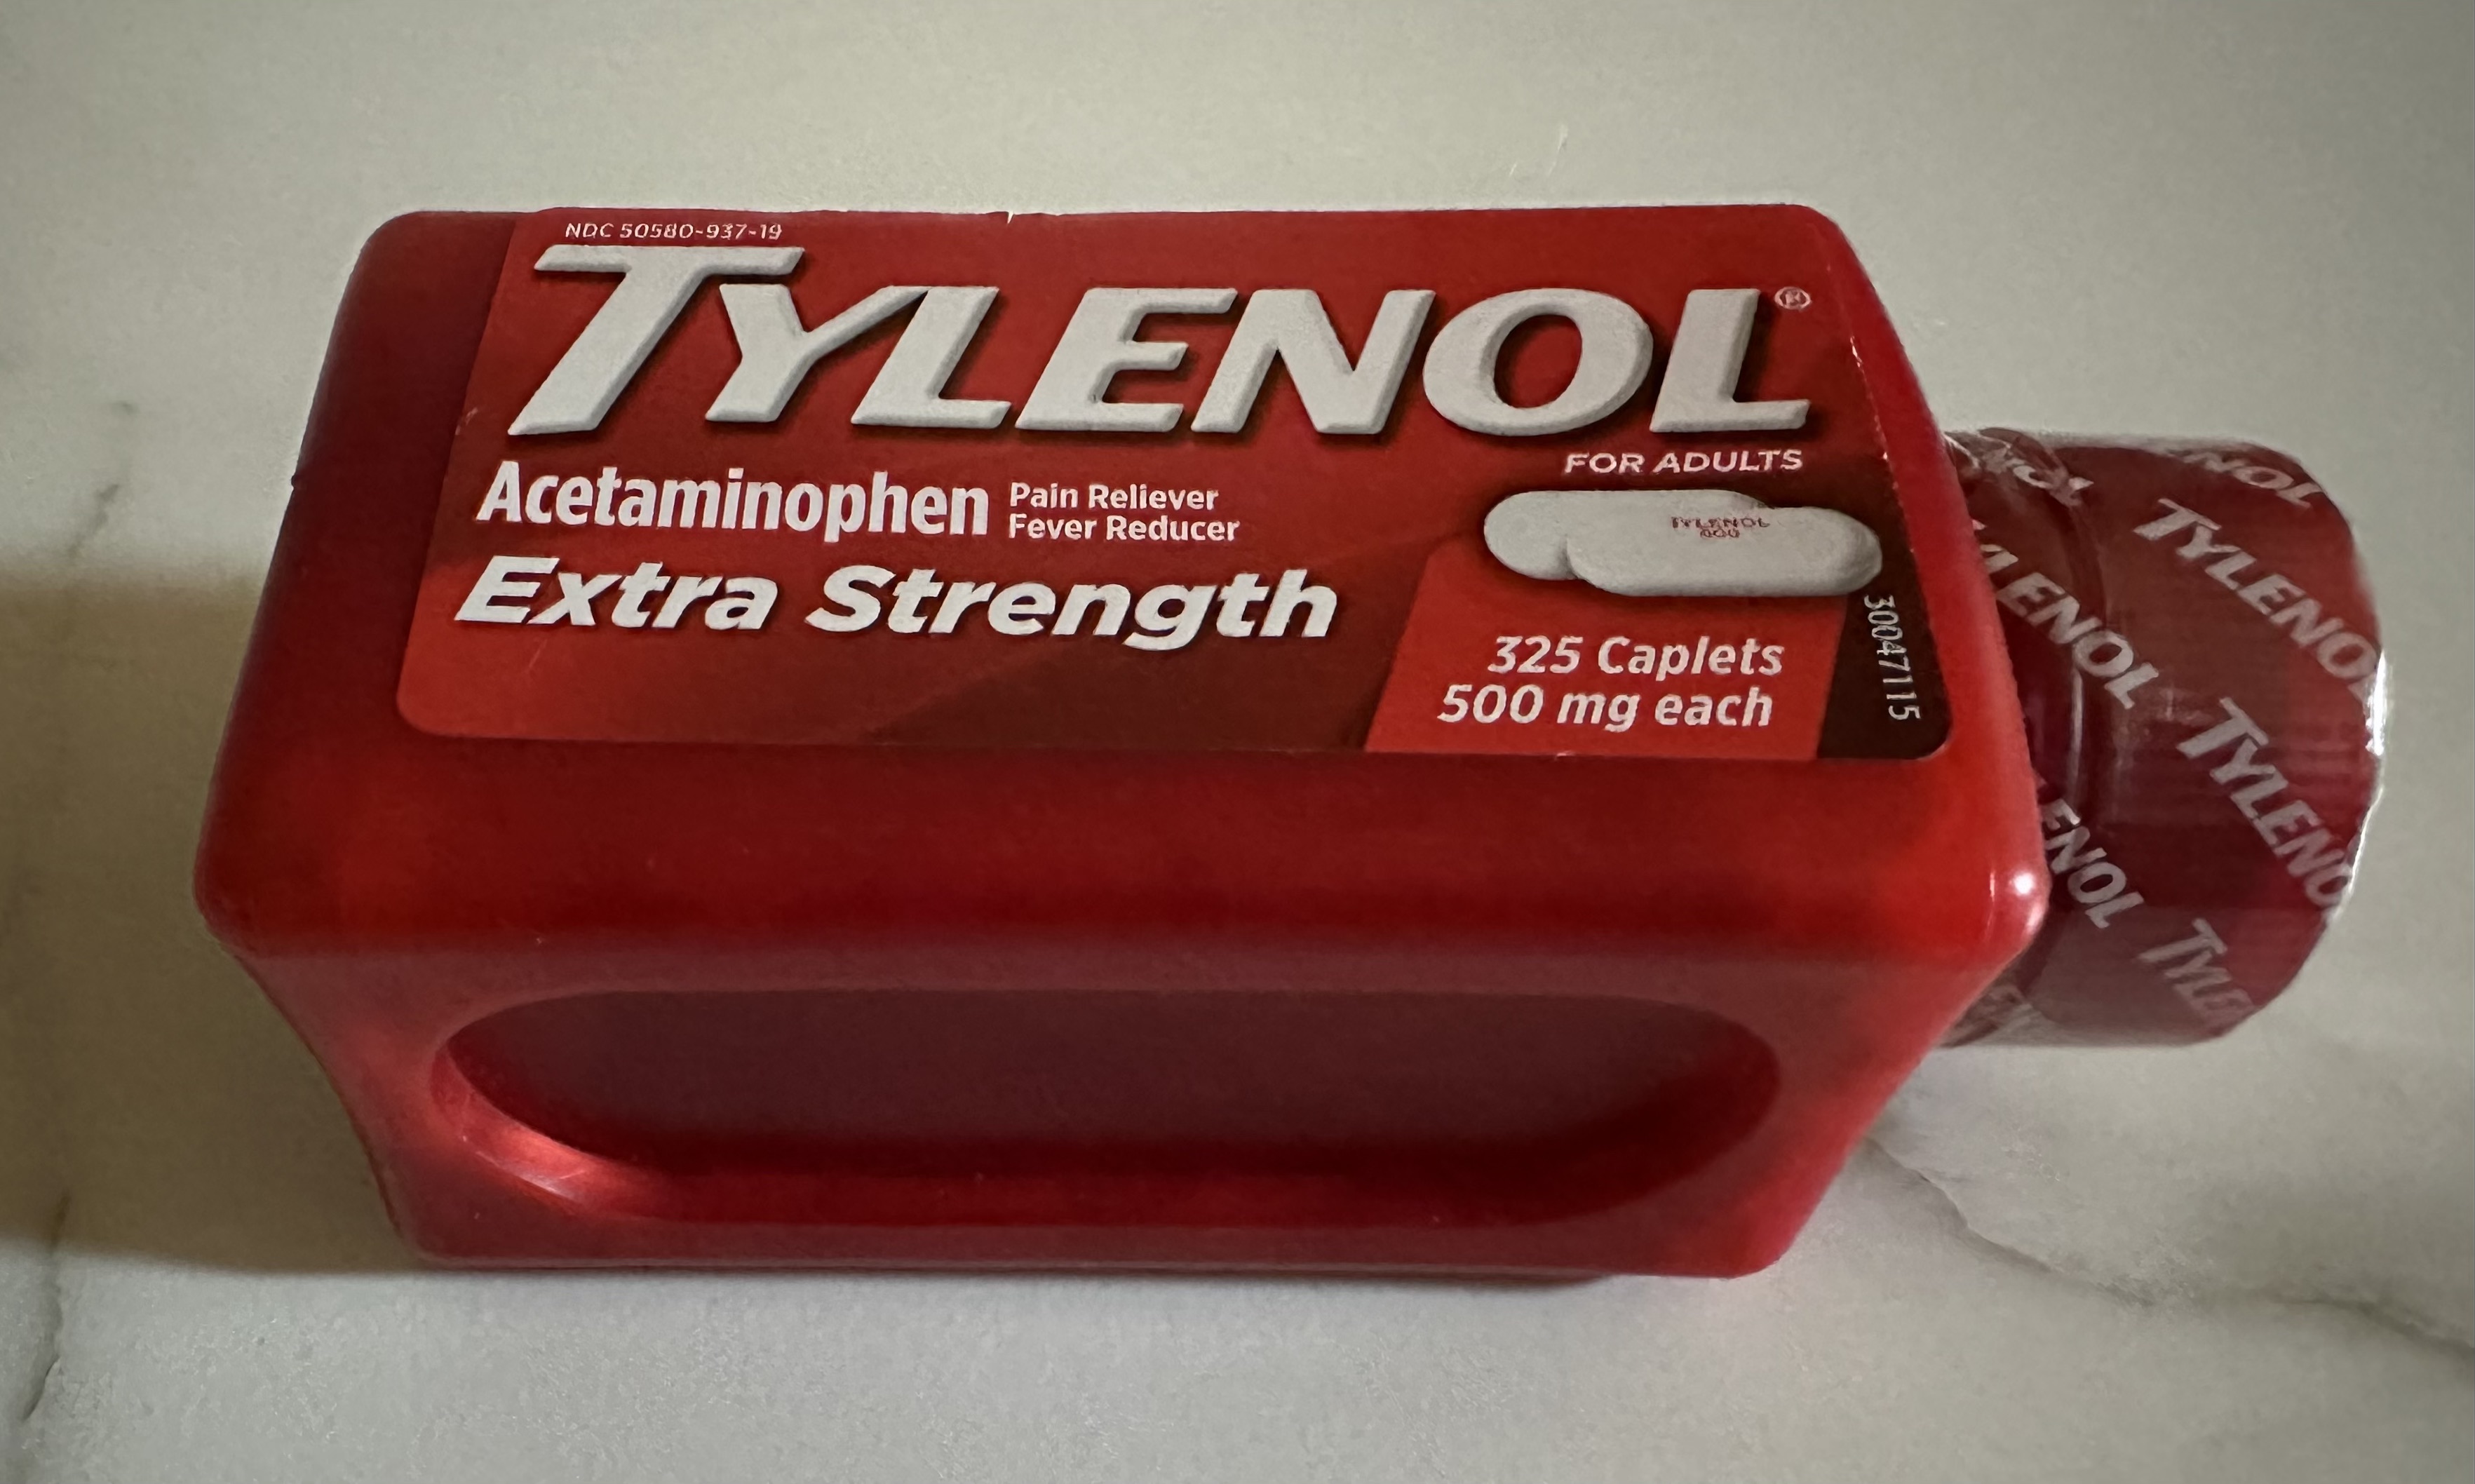 NDC 50580-937-19
TYLENOL®
FOR ADULTS
Acetaminophen
Pain Reliever
Fever Reducer
Extra Strength
TYLENOL
325 Caplets
500 mg each
30047115
TYLENOL
TYLENOL
TYLENOL